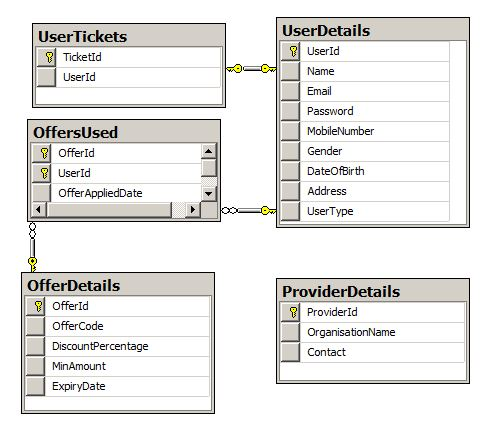 UserTickets
TicketId
UserId
UserDetails
UserId
Name
Email
Password
MobileNumber
Gender
DateOfBirth
Address
UserType
OffersUsed
OfferId
UserId
OfferAppliedDate
OfferDetails
OfferId
OfferCode
DiscountPercentage
MinAmount
ExpiryDate
ProviderDetails
ProviderId
OrganisationName
Contact